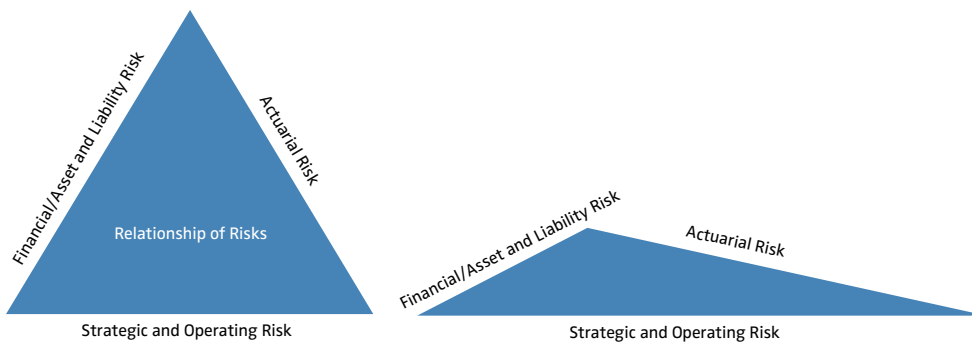 Financial/Asset and Liability Risk
Actuarial Risk
Relationship of Risks
Strategic and Operating Risk
Financial/Asset and Liability Risk
Actuarial Risk
Strategic and Operating Risk